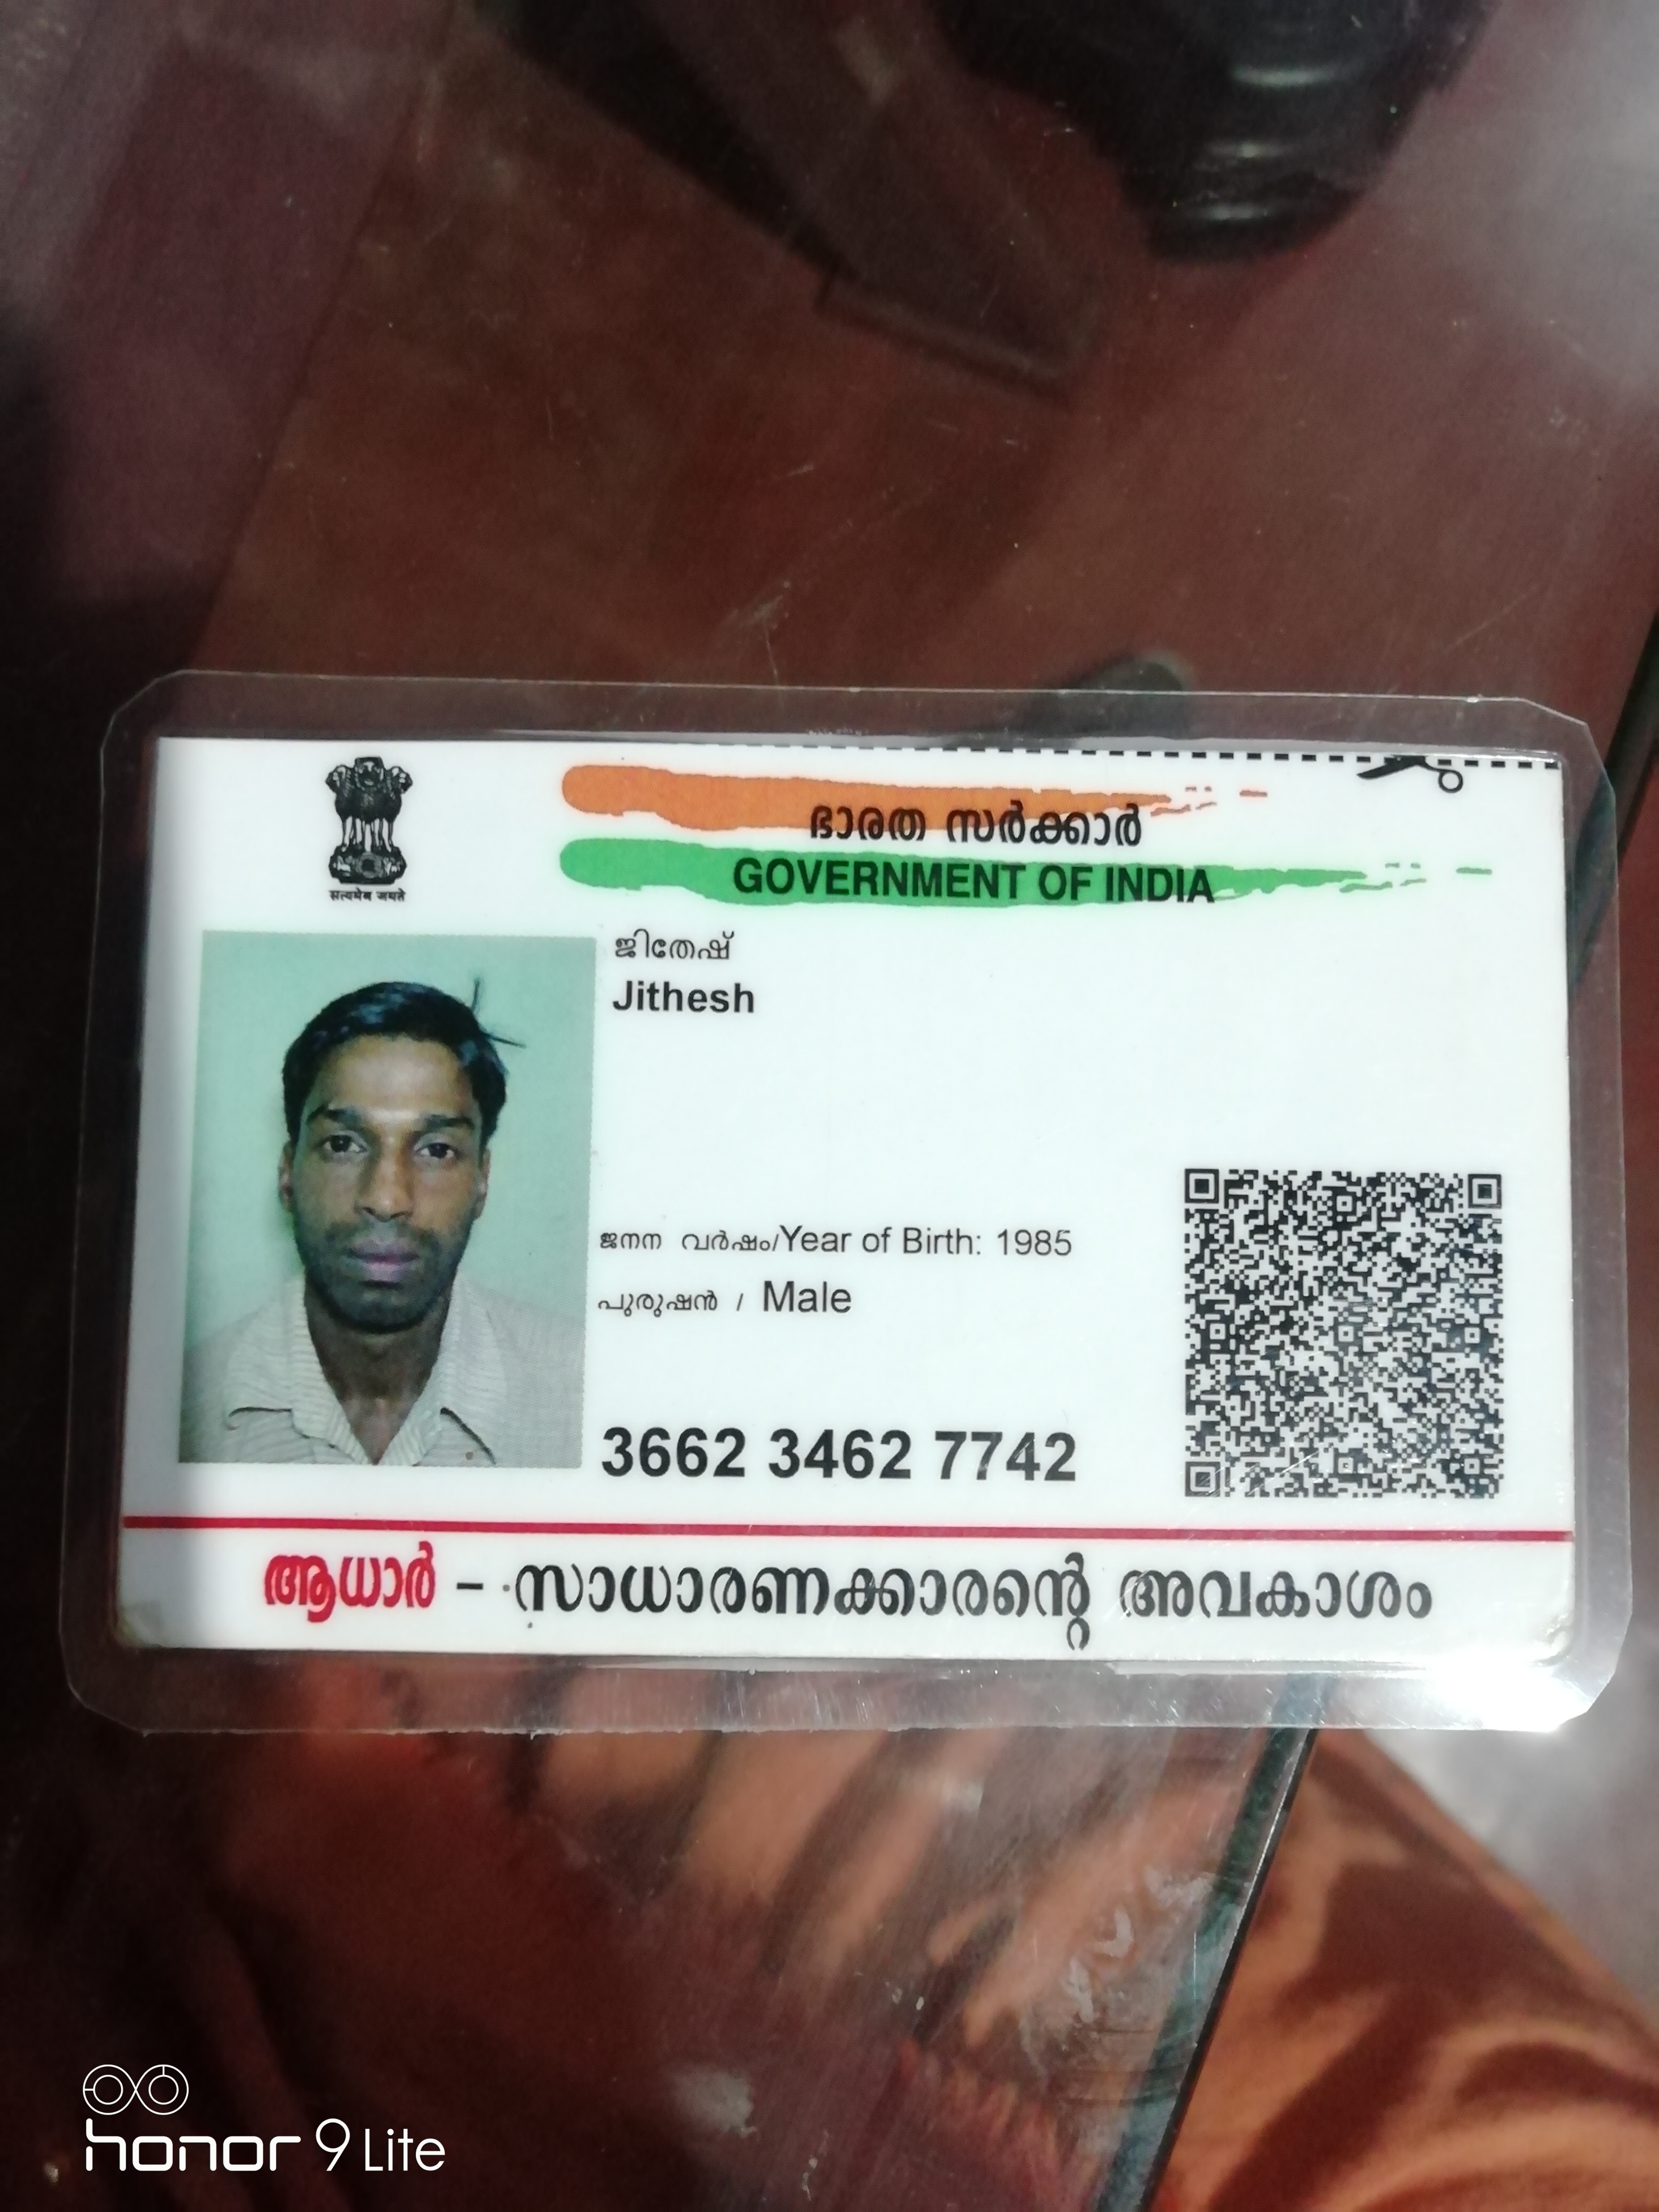 सत्यमेव जयते
ഭാരത സർക്കാർ
GOVERNMENT OF INDIA
ജിതേഷ്
Jithesh
ജനന വർഷം/Year of Birth: 1985
പുരുഷൻ / Male
3662 3462 7742
ആധാർ - സാധാരണക്കാരന്റെ അവകാശം
honor 9 Lite